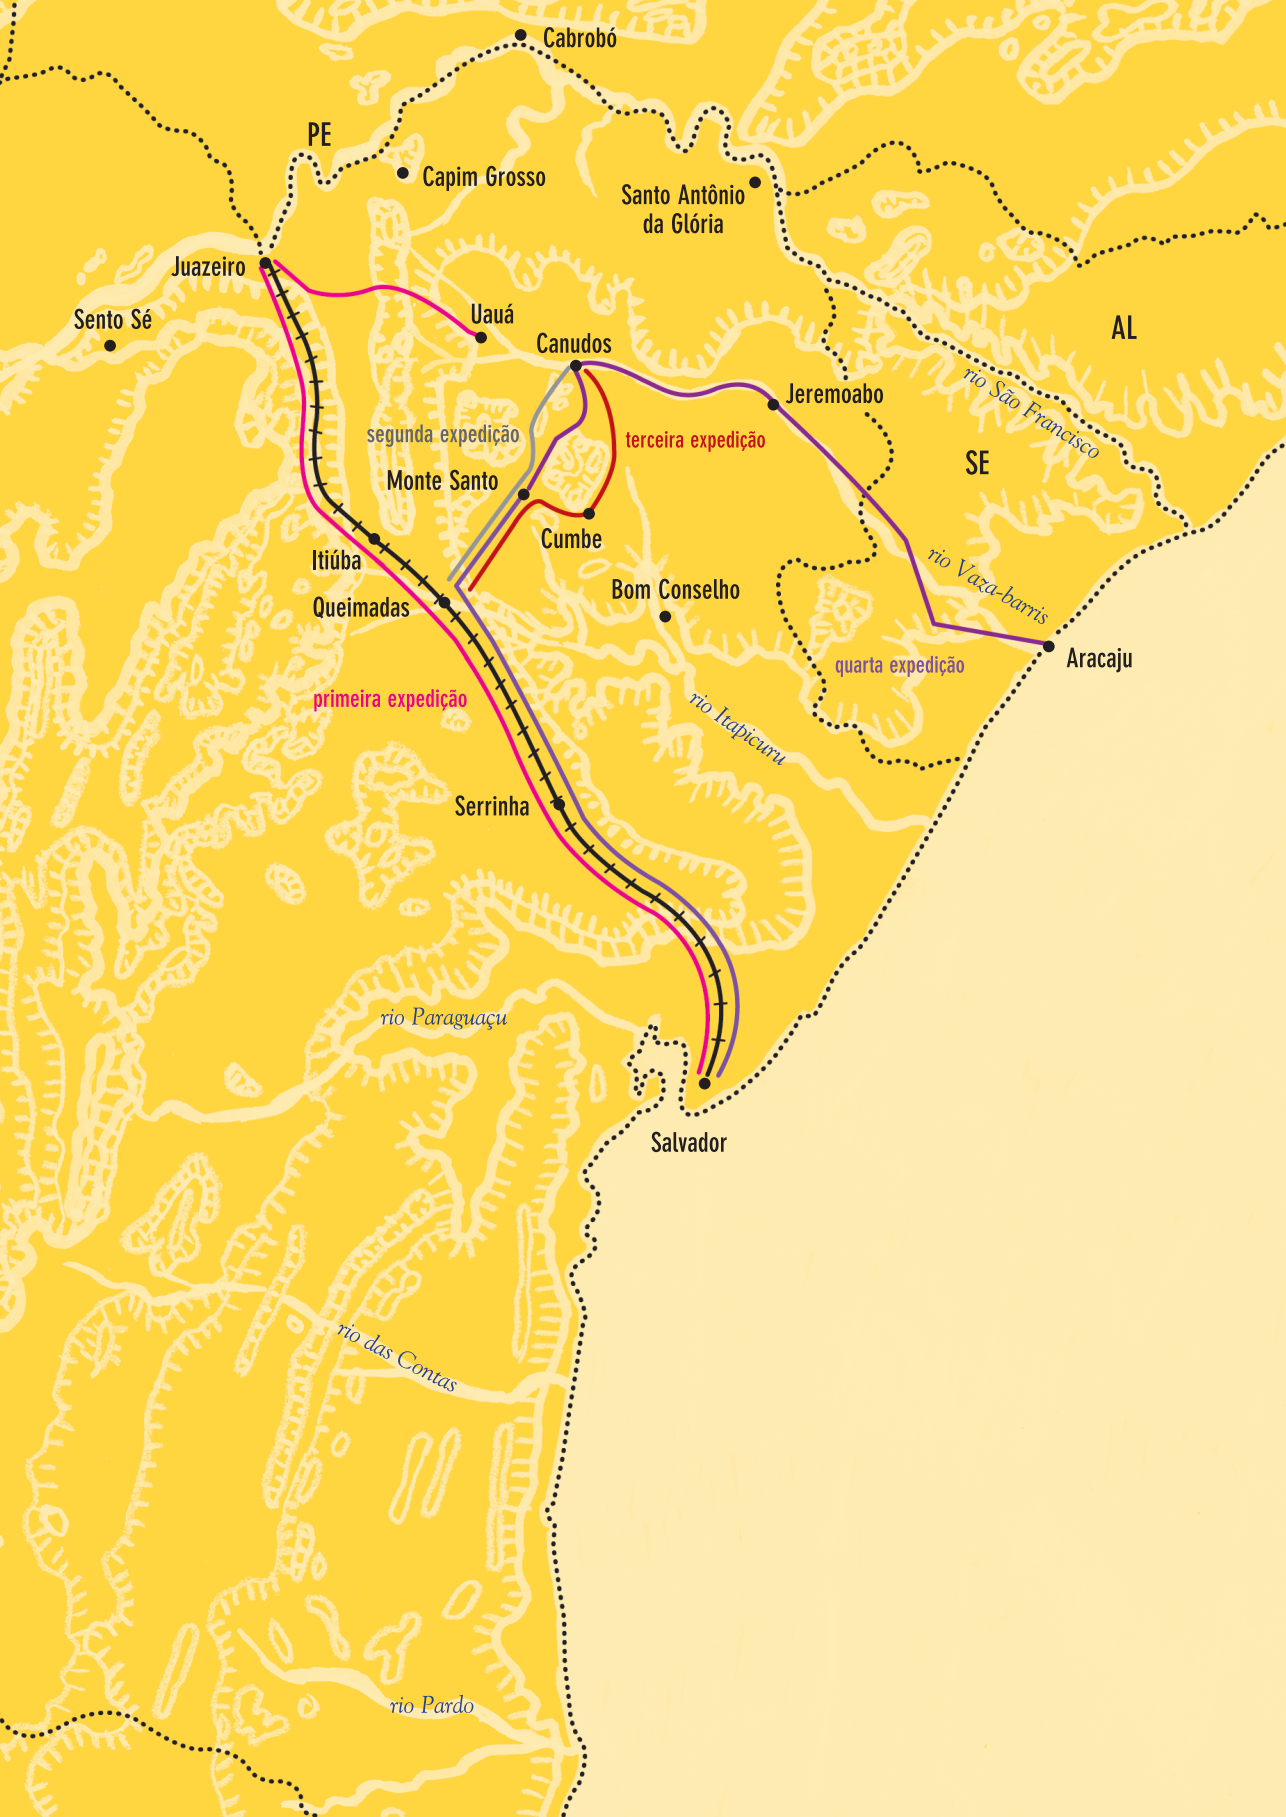 Cabrobó
PE
Capim Grosso
Santo Antônio
da Glória
Juazeiro
Sento Sé
Uauá
Canudos
AL
Jeremoabo
rio São Francisco
segunda expedição
terceira expedição
SE
Monte Santo
Cumbe
Itiúba
rio Vaza-barris
Bom Conselho
Queimadas
Aracaju
quarta expedição
primeira expedição
rio Itapicuru
Serrinha
rio Paraguaçu
Salvador
rio das Contas
rio Pardo